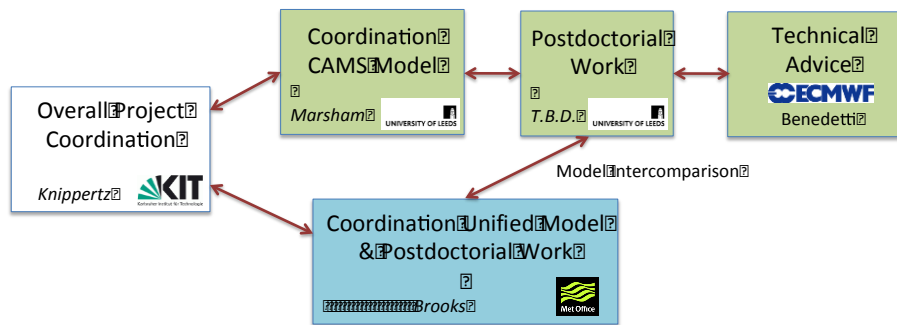 Overall Project
Coordination
Knippertz
KIT
Karlsruher Institut für Technologie
Coordination
CAMS Model
Marsham
UNIVERSITY OF LEEDS
Postdoctorial
Work
T.B.D.
UNIVERSITY OF LEEDS
Technical
Advice
ECMWF
Benedetti
Model Intercomparison
Coordination Unified Model
& Postdoctorial Work
Brooks
Met Office